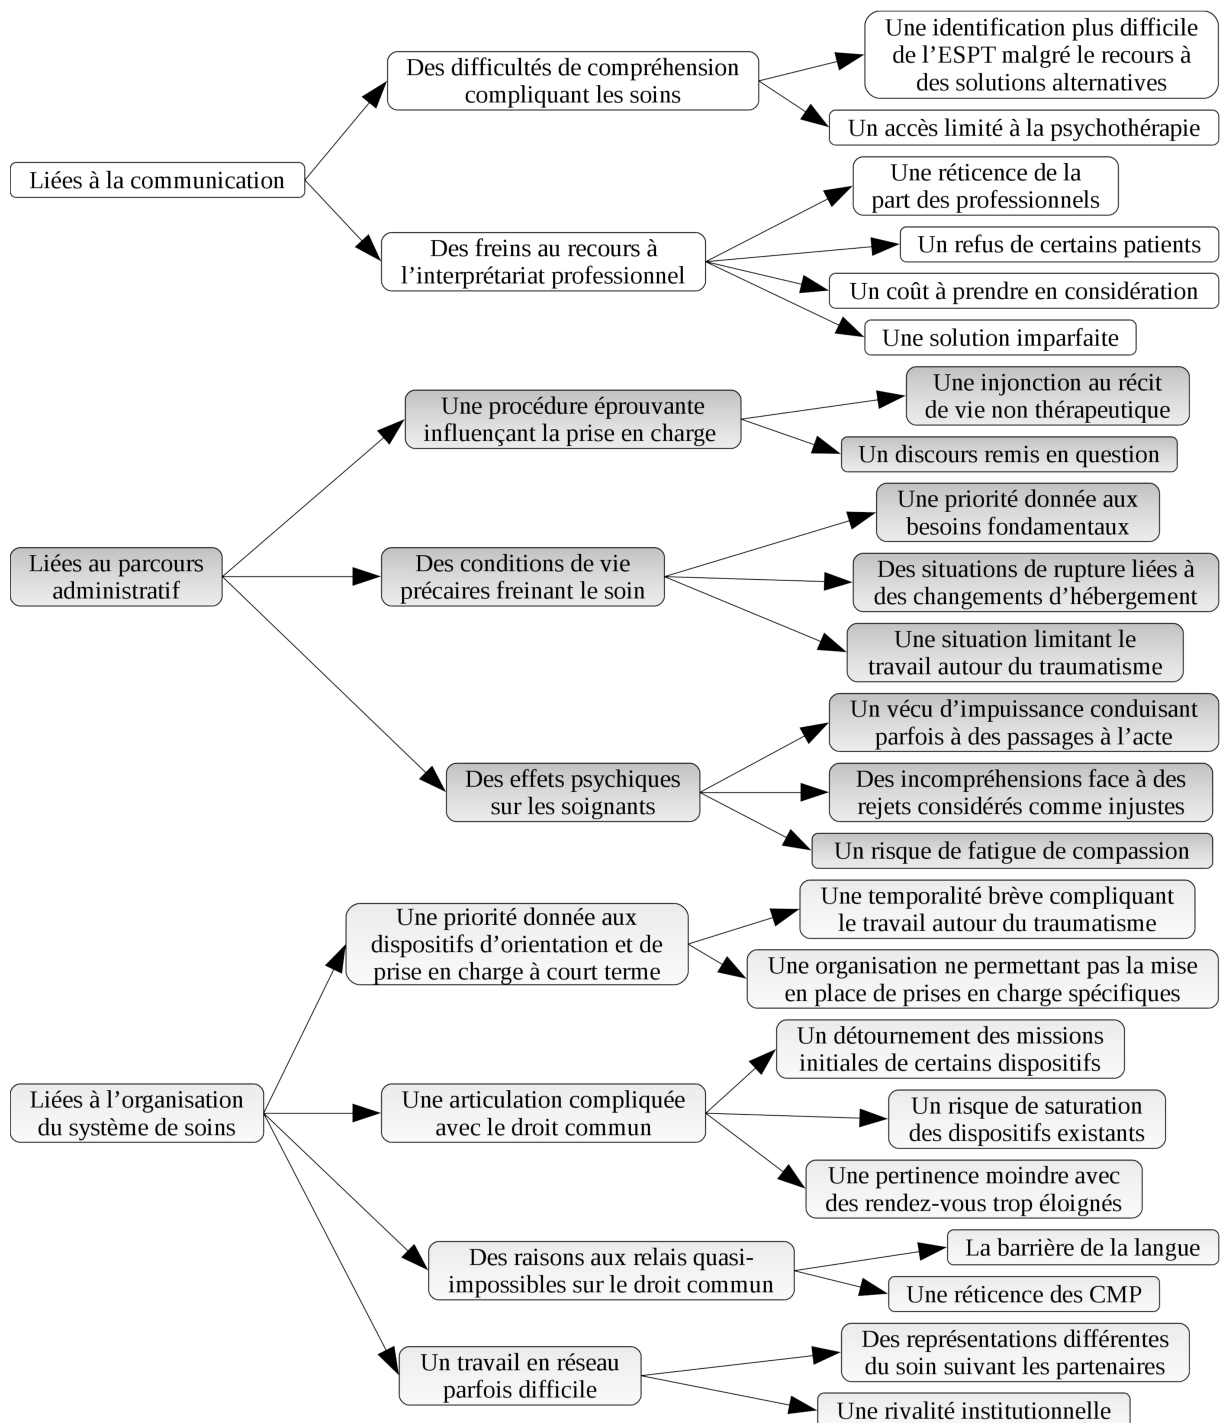 Liées à la communication
Des difficultés de compréhension
compliquant les soins
Une identification plus difficile
de l’ESPT malgré le recours à
des solutions alternatives
Un accès limité à la psychothérapie
Des freins au recours à
l’interprétariat professionnel
Une réticence de la
part des professionnels
Un refus de certains patients
Un coût à prendre en considération
Une solution imparfaite
Liées au parcours
administratif
Une procédure éprouvante
influençant la prise en charge
Une injonction au récit
de vie non thérapeutique
Un discours remis en question
Des conditions de vie
précaires freinant le soin
Une priorité donnée aux
besoins fondamentaux
Des situations de rupture liées à
des changements d’hébergement
Une situation limitant le
travail autour du traumatisme
Des effets psychiques
sur les soignants
Un vécu d’impuissance conduisant
parfois à des passages à l’acte
Des incompréhensions face à des
rejets considérés comme injustes
Un risque de fatigue de compassion
Liées à l’organisation
du système de soins
Une priorité donnée aux
dispositifs d’orientation et de
prise en charge à court terme
Une temporalité brève compliquant
le travail autour du traumatisme
Une organisation ne permettant pas la mise
en place de prises en charge spécifiques
Une articulation compliquée
avec le droit commun
Un détournement des missions
initiales de certains dispositifs
Un risque de saturation
des dispositifs existants
Une pertinence moindre avec
des rendez-vous trop éloignés
Des raisons aux relais quasi-
impossibles sur le droit commun
La barrière de la langue
Une réticence des CMP
Un travail en réseau
parfois difficile
Des représentations différentes
du soin suivant les partenaires
Une rivalité institutionnelle